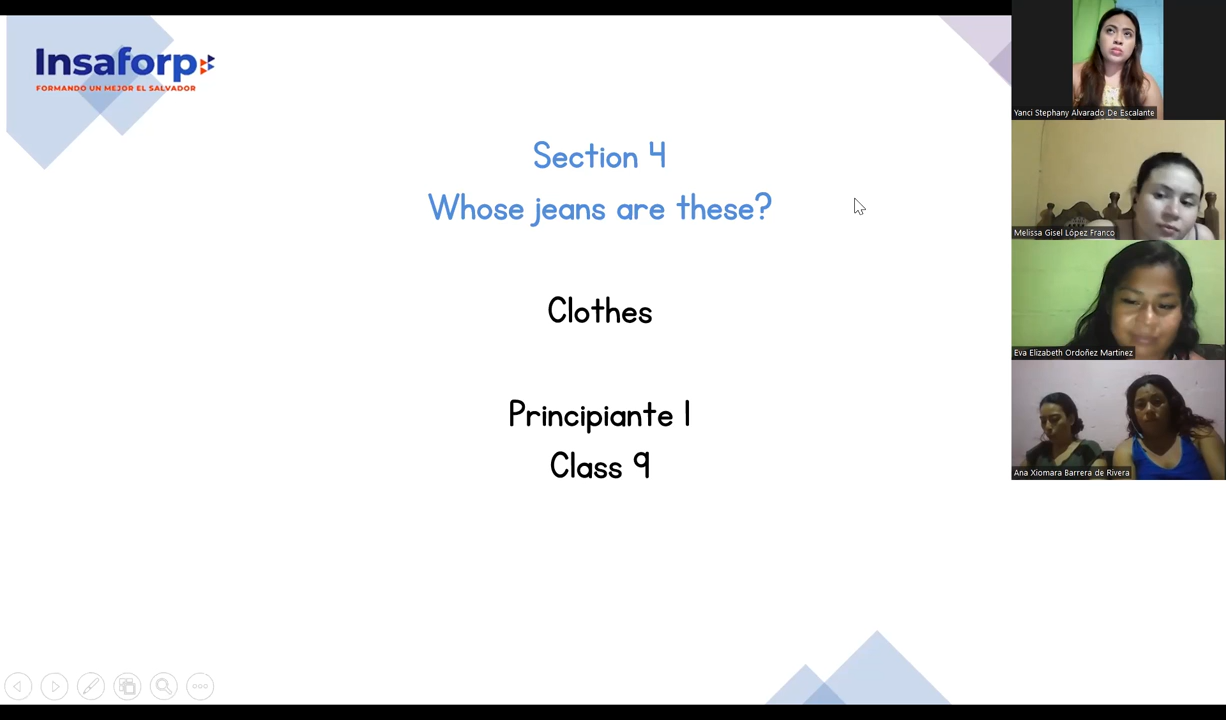 Insaforp
FORMANDO UN MEJOR EL SALVADOR
Section 4
Whose jeans are these?
Clothes
Principiante 1
Class 9
Yanci Stephany Alvarado De Escalante
Melissa Gisel López Franco
Eva Elizabeth Ordoñez Martinez
Ana Xiomara Barrera de Rivera